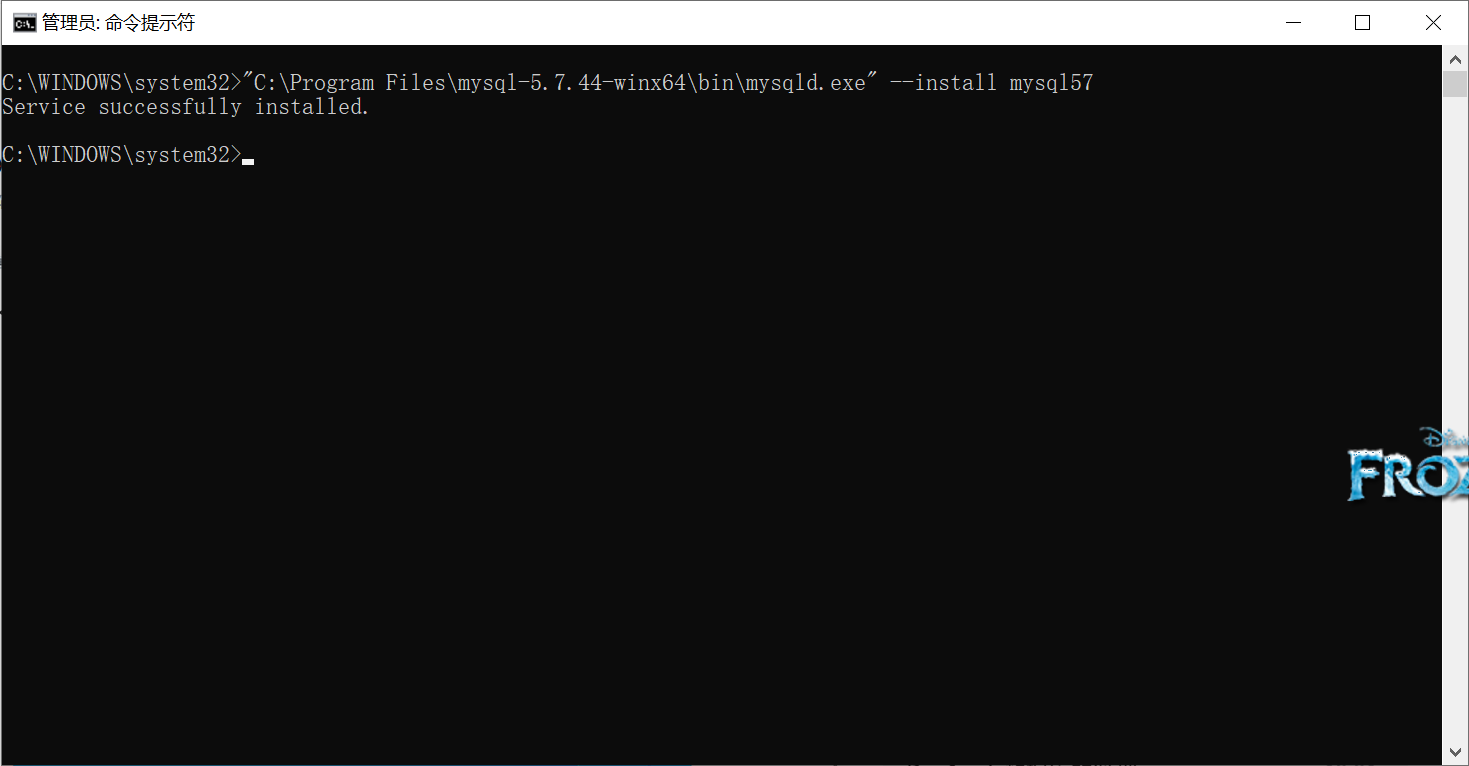 管理员: 命令提示符
C:\WINDOWS\system32>"C:\Program Files\mysql-5.7.44-winx64\bin\mysqld.exe" --install mysql57
Service successfully installed.
C:\WINDOWS\system32>